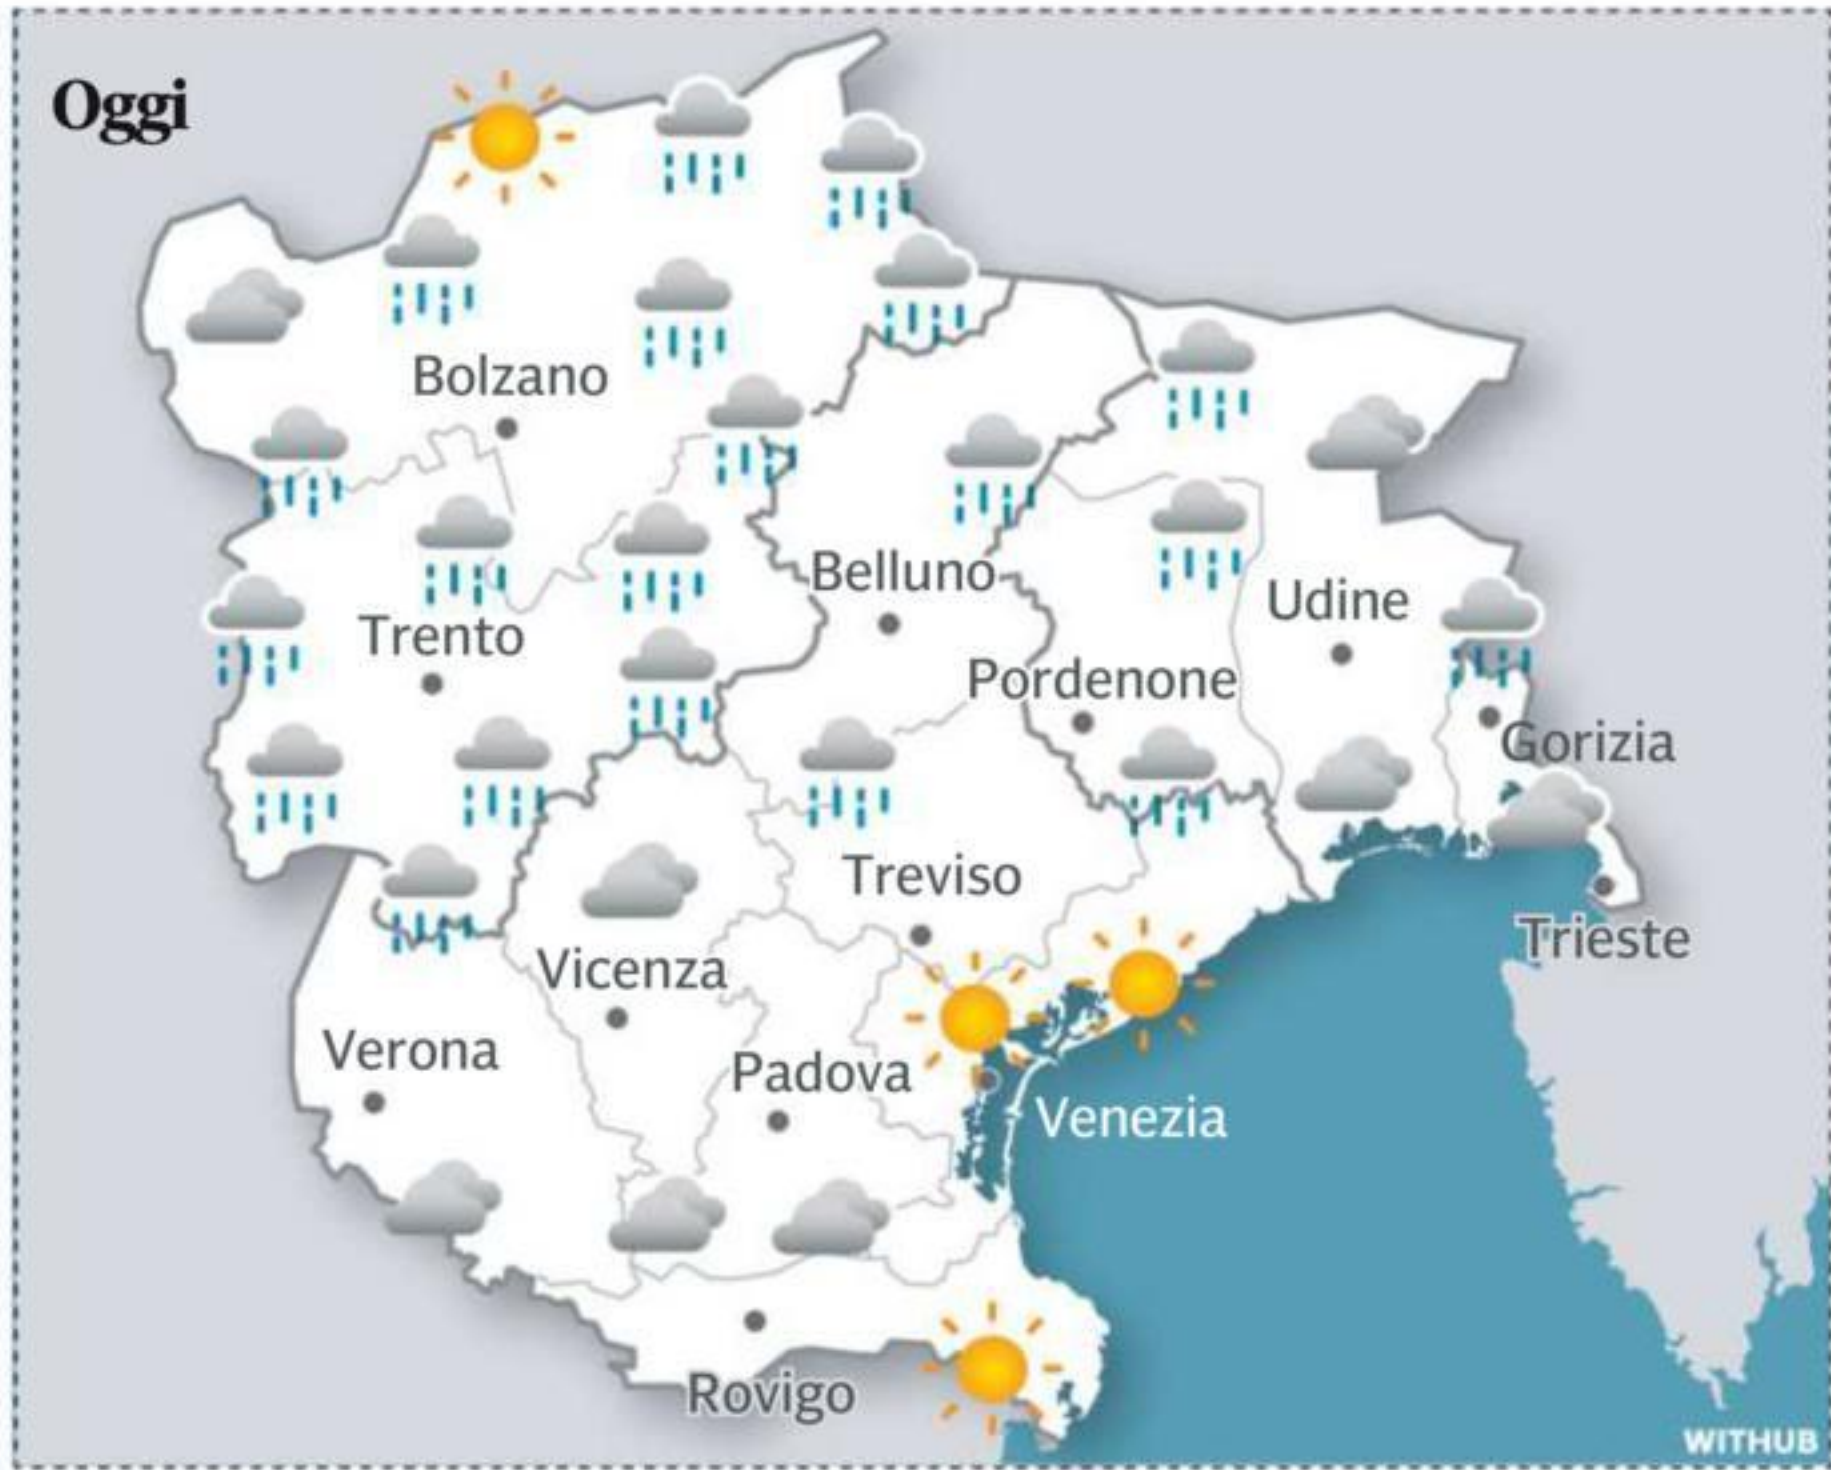 Oggi
Bolzano
Belluno
Udine
Trento
Pordenone
Gorizia
Treviso
Trieste
Vicenza
Verona
Padova
Venezia
Rovigo
WITHUB